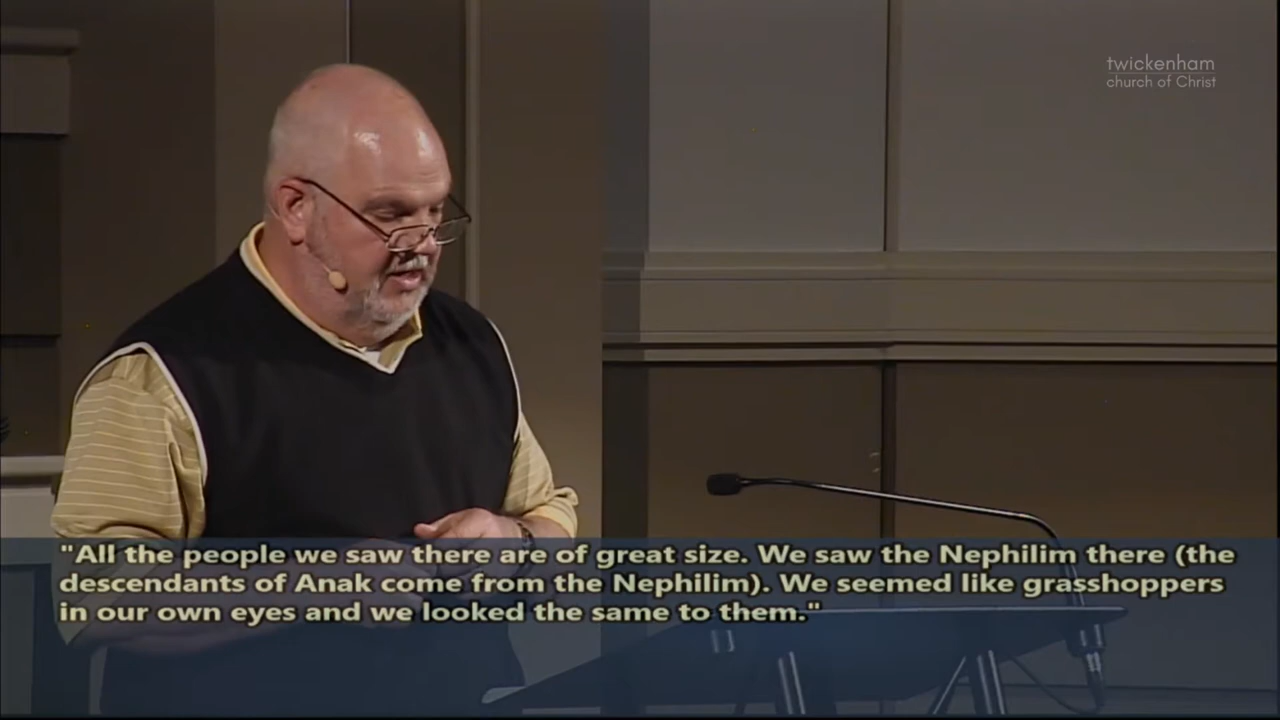 twickenham
church of Christ
"All the people we saw there are of great size. We saw the Nephilim there (the
descendants of Anak come from the Nephilim). We seemed like grasshoppers
in our own eyes and we looked the same to them."